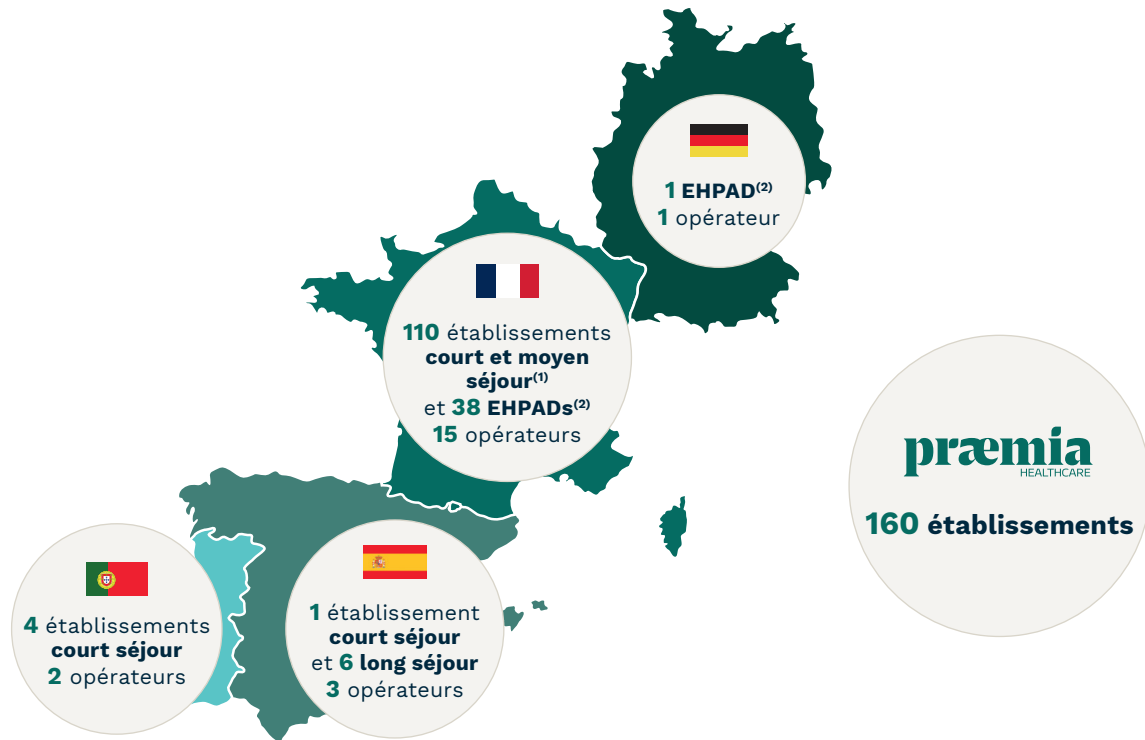 1 EHPAD(2)
1 opérateur
110 établissements
court et moyen
séjour(1)
et 38 EHPADs(2)
15 opérateurs
præmia
HEALTHCARE
160 établissements
4 établissements
court séjour
2 opérateurs
1 établissement
court séjour
et 6 long séjour
3 opérateurs